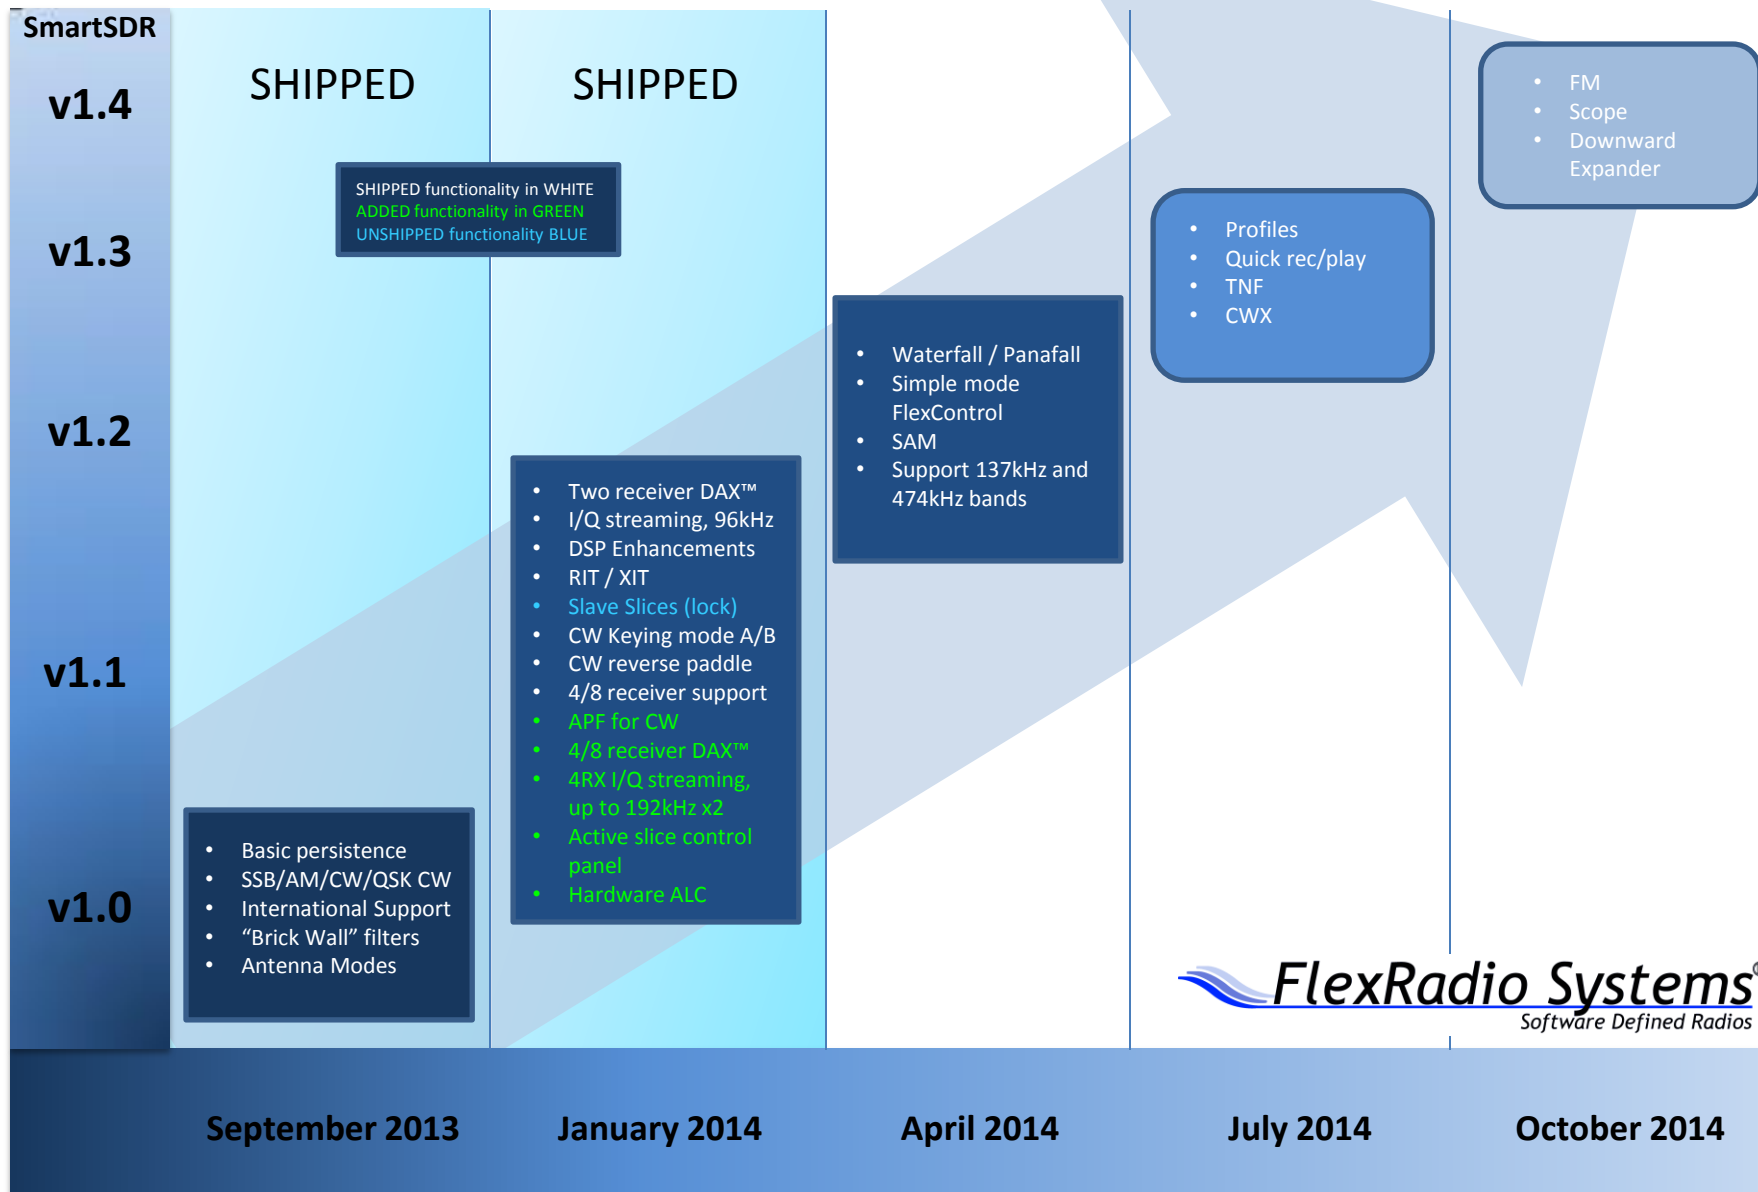 SmartSDR
v1.4
v1.3
v1.2
v1.1
v1.0
SHIPPED
SHIPPED
SHIPPED functionality in WHITE
ADDED functionality in GREEN
UNSHIPPED functionality BLUE
• Basic persistence
• SSB/AM/CW/QSK CW
• International Support
• “Brick Wall” filters
• Antenna Modes
• Two receiver DAX™
• I/Q streaming, 96kHz
• DSP Enhancements
• RIT / XIT
• Slave Slices (lock)
• CW Keying mode A/B
• CW reverse paddle
• 4/8 receiver support
• APF for CW
• 4/8 receiver DAX™
• 4RX I/Q streaming,
up to 192kHz x2
• Active slice control
panel
• Hardware ALC
• Waterfall / Panafall
• Simple mode
FlexControl
• SAM
• Support 137kHz and
474kHz bands
• Profiles
• Quick rec/play
• TNF
• CWX
• FM
• Scope
• Downward
Expander
FlexRadio Systems®
Software Defined Radios
September 2013
January 2014
April 2014
July 2014
October 2014